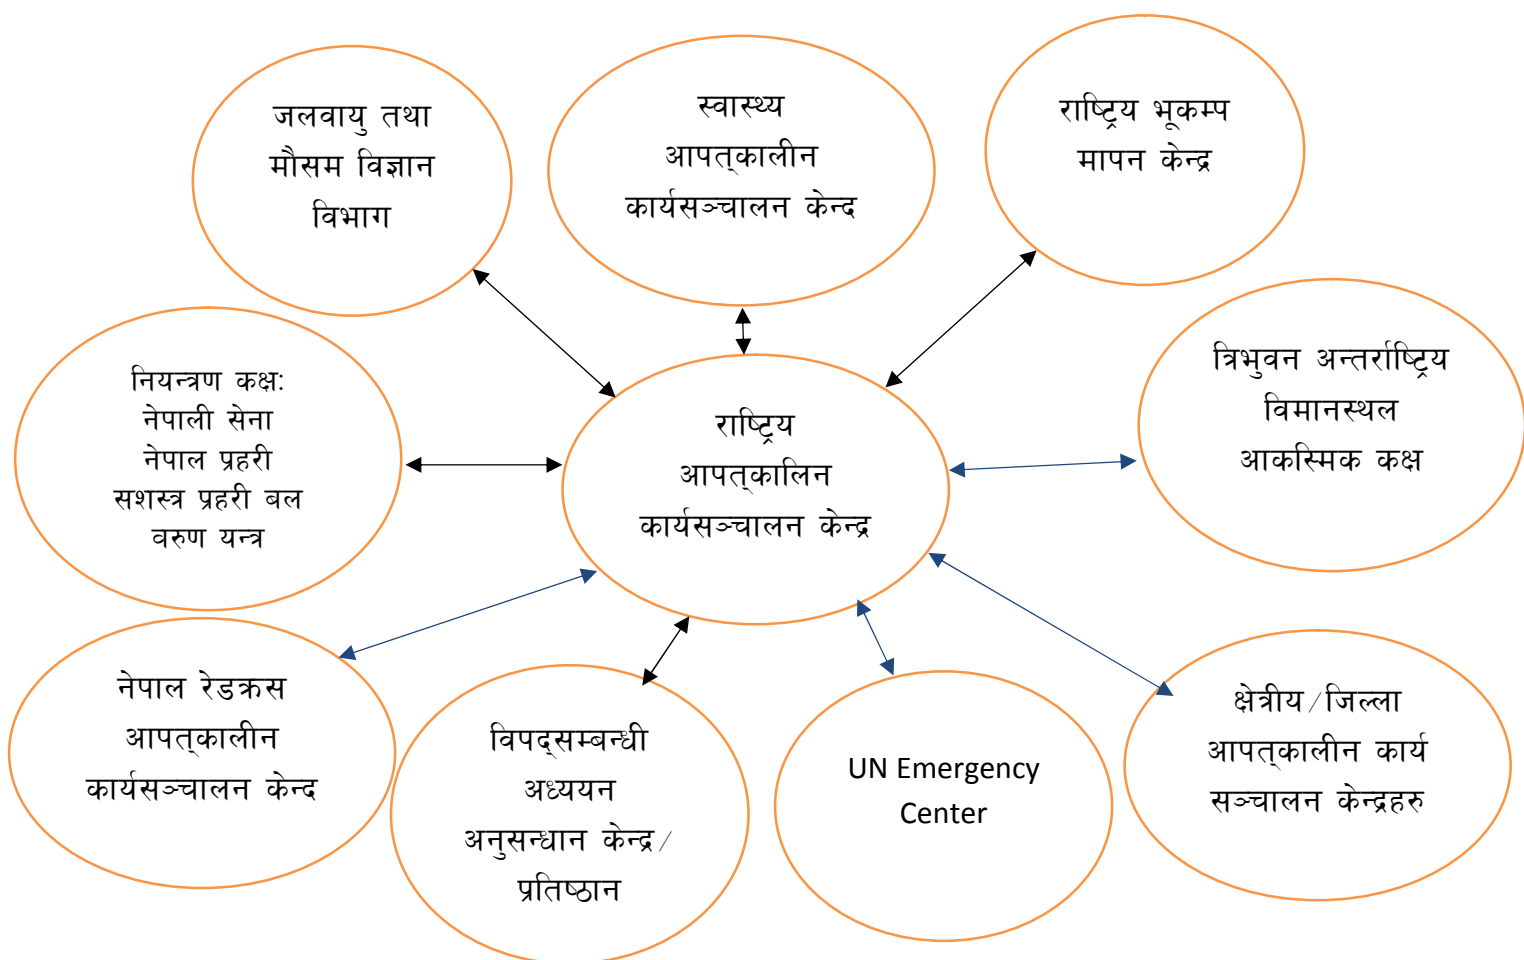 जलवायु तथा
मौसम विज्ञान
विभाग
स्वास्थ्य
आपत्‌कालीन
कार्यसञ्चालन केन्द
राष्ट्रिय भूकम्प
मापन केन्द्र
नियन्त्रण कक्ष:
नेपाली सेना
नेपाल प्रहरी
सशस्त्र प्रहरी बल
वरुण यन्त्र
राष्ट्रिय
आपत्‌कालिन
कार्यसञ्चालन केन्द्र
त्रिभुवन अन्तर्राष्ट्रिय
विमानस्थल
आकस्मिक कक्ष
नेपाल रेडक्रस
आपत्‌कालीन
कार्यसञ्चालन केन्द
विपद्‌सम्बन्धी
अध्ययन
अनुसन्धान केन्द्र/
प्रतिष्ठान
UN Emergency
Center
क्षेत्रीय/जिल्ला
आपत्‌कालीन कार्य
सञ्चालन केन्द्रहरु